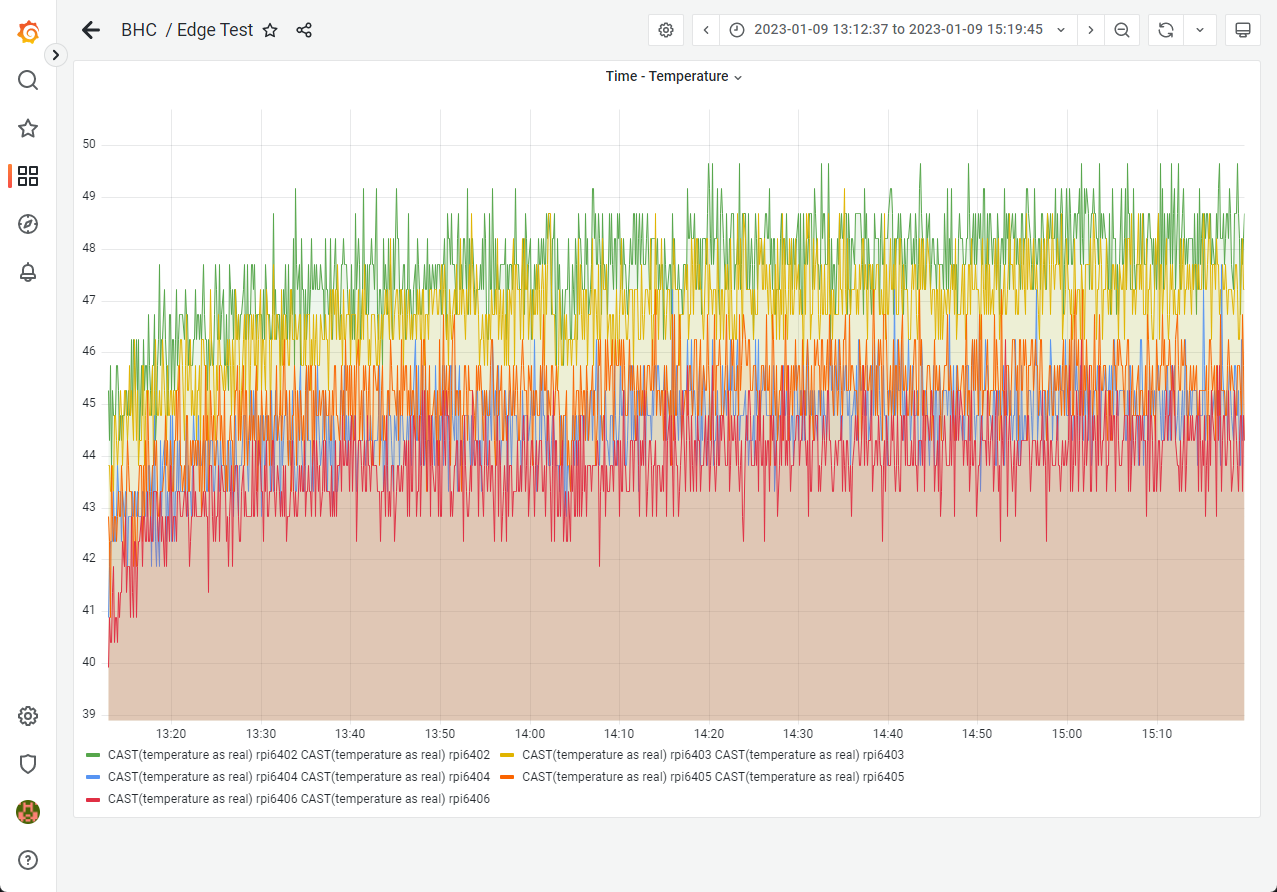 BHC / Edge Test
2023-01-09 13:12:37 to 2023-01-09 15:19:45
Time - Temperature
50
49
48
47
46
45
44
43
42
41
40
39
13:20 13:30 13:40 13:50 14:00 14:10 14:20 14:30 14:40 14:50 15:00 15:10
CAST(temperature as real) rpi6402 CAST(temperature as real) rpi6402 CAST(temperature as real) rpi6403 CAST(temperature as real) rpi6403
CAST(temperature as real) rpi6404 CAST(temperature as real) rpi6404 CAST(temperature as real) rpi6405 CAST(temperature as real) rpi6405
CAST(temperature as real) rpi6406 CAST(temperature as real) rpi6406